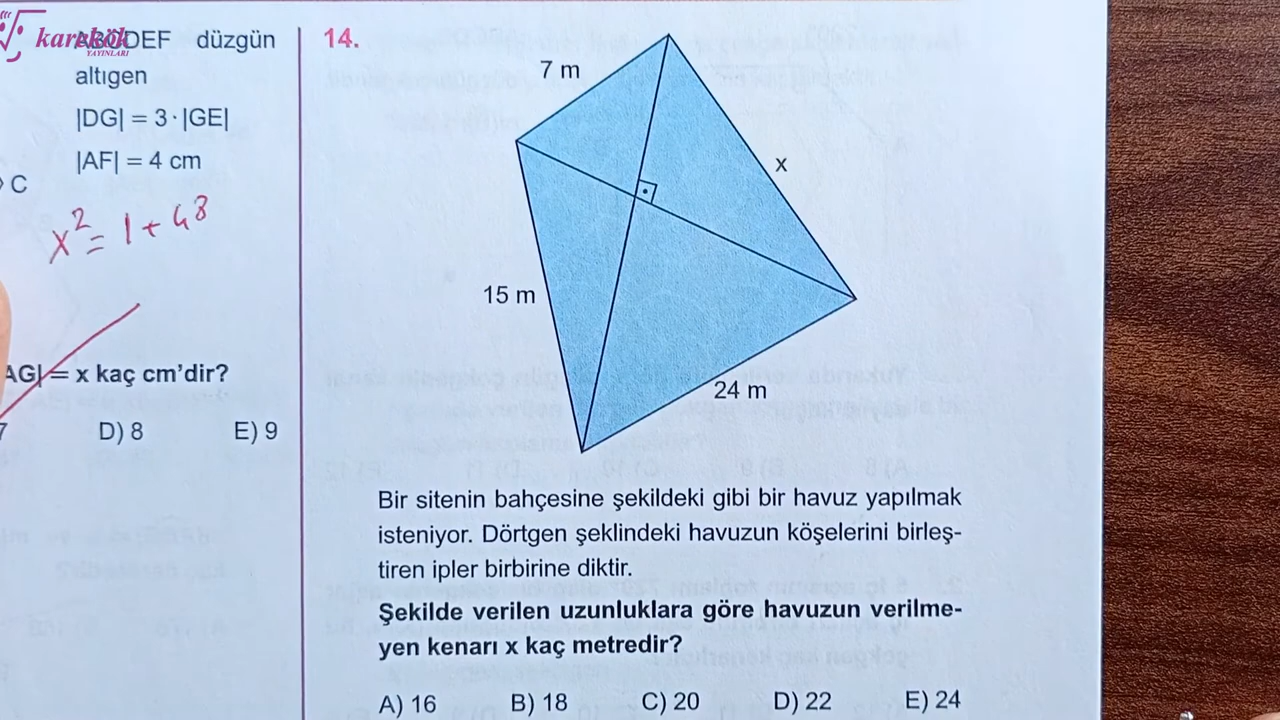 karekök
YAYINLARI
ABCDEF düzgün
altıgen
|DG| = 3·|GE|
|AF| = 4 cm
C
x² = 1 + 48
AG| = x kaç cm'dir?
7
D) 8
E) 9
14.
7 m
x
15 m
24 m
Bir sitenin bahçesine şekildeki gibi bir havuz yapılmak
isteniyor. Dörtgen şeklindeki havuzun köşelerini birleş-
tiren ipler birbirine diktir.
Şekilde verilen uzunluklara göre havuzun verilme-
yen kenarı x kaç metredir?
A) 16
B) 18
C) 20
D) 22
E) 24